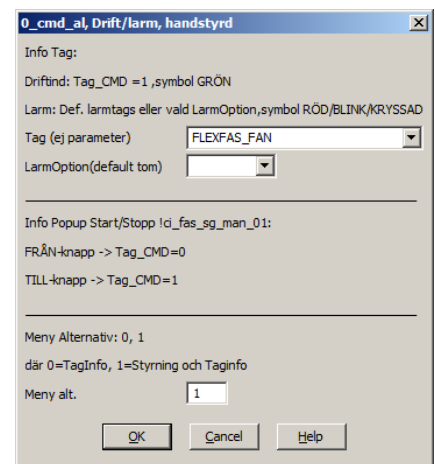 0_cmd_al, Drift/larm, handstyrd
Info Tag:
Driftind: Tag_CMD =1 ,symbol GRÖN
Larm: Def. larmtags eller vald LarmOption,symbol RÖD/BLINK/KRYSSAD
Tag (ej parameter) FLEXFAS_FAN
LarmOption(default tom)
Info Popup Start/Stopp !ci_fas_sg_man_01:
FRÅN-knapp -> Tag_CMD=0
TILL-knapp -> Tag_CMD=1
Meny Alternativ: 0, 1
där 0=TagInfo, 1=Styrning och Taginfo
Meny alt. 1
OK Cancel Help